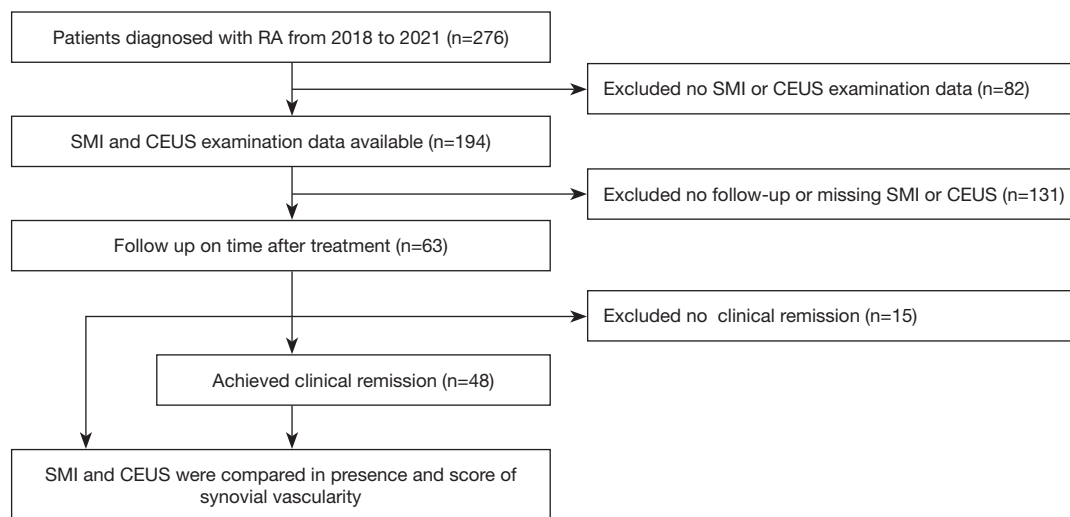 Patients diagnosed with RA from 2018 to 2021 (n=276)
Excluded no SMI or CEUS examination data (n=82)
SMI and CEUS examination data available (n=194)
Excluded no follow-up or missing SMI or CEUS (n=131)
Follow up on time after treatment (n=63)
Excluded no clinical remission (n=15)
Achieved clinical remission (n=48)
SMI and CEUS were compared in presence and score of
synovial vascularity